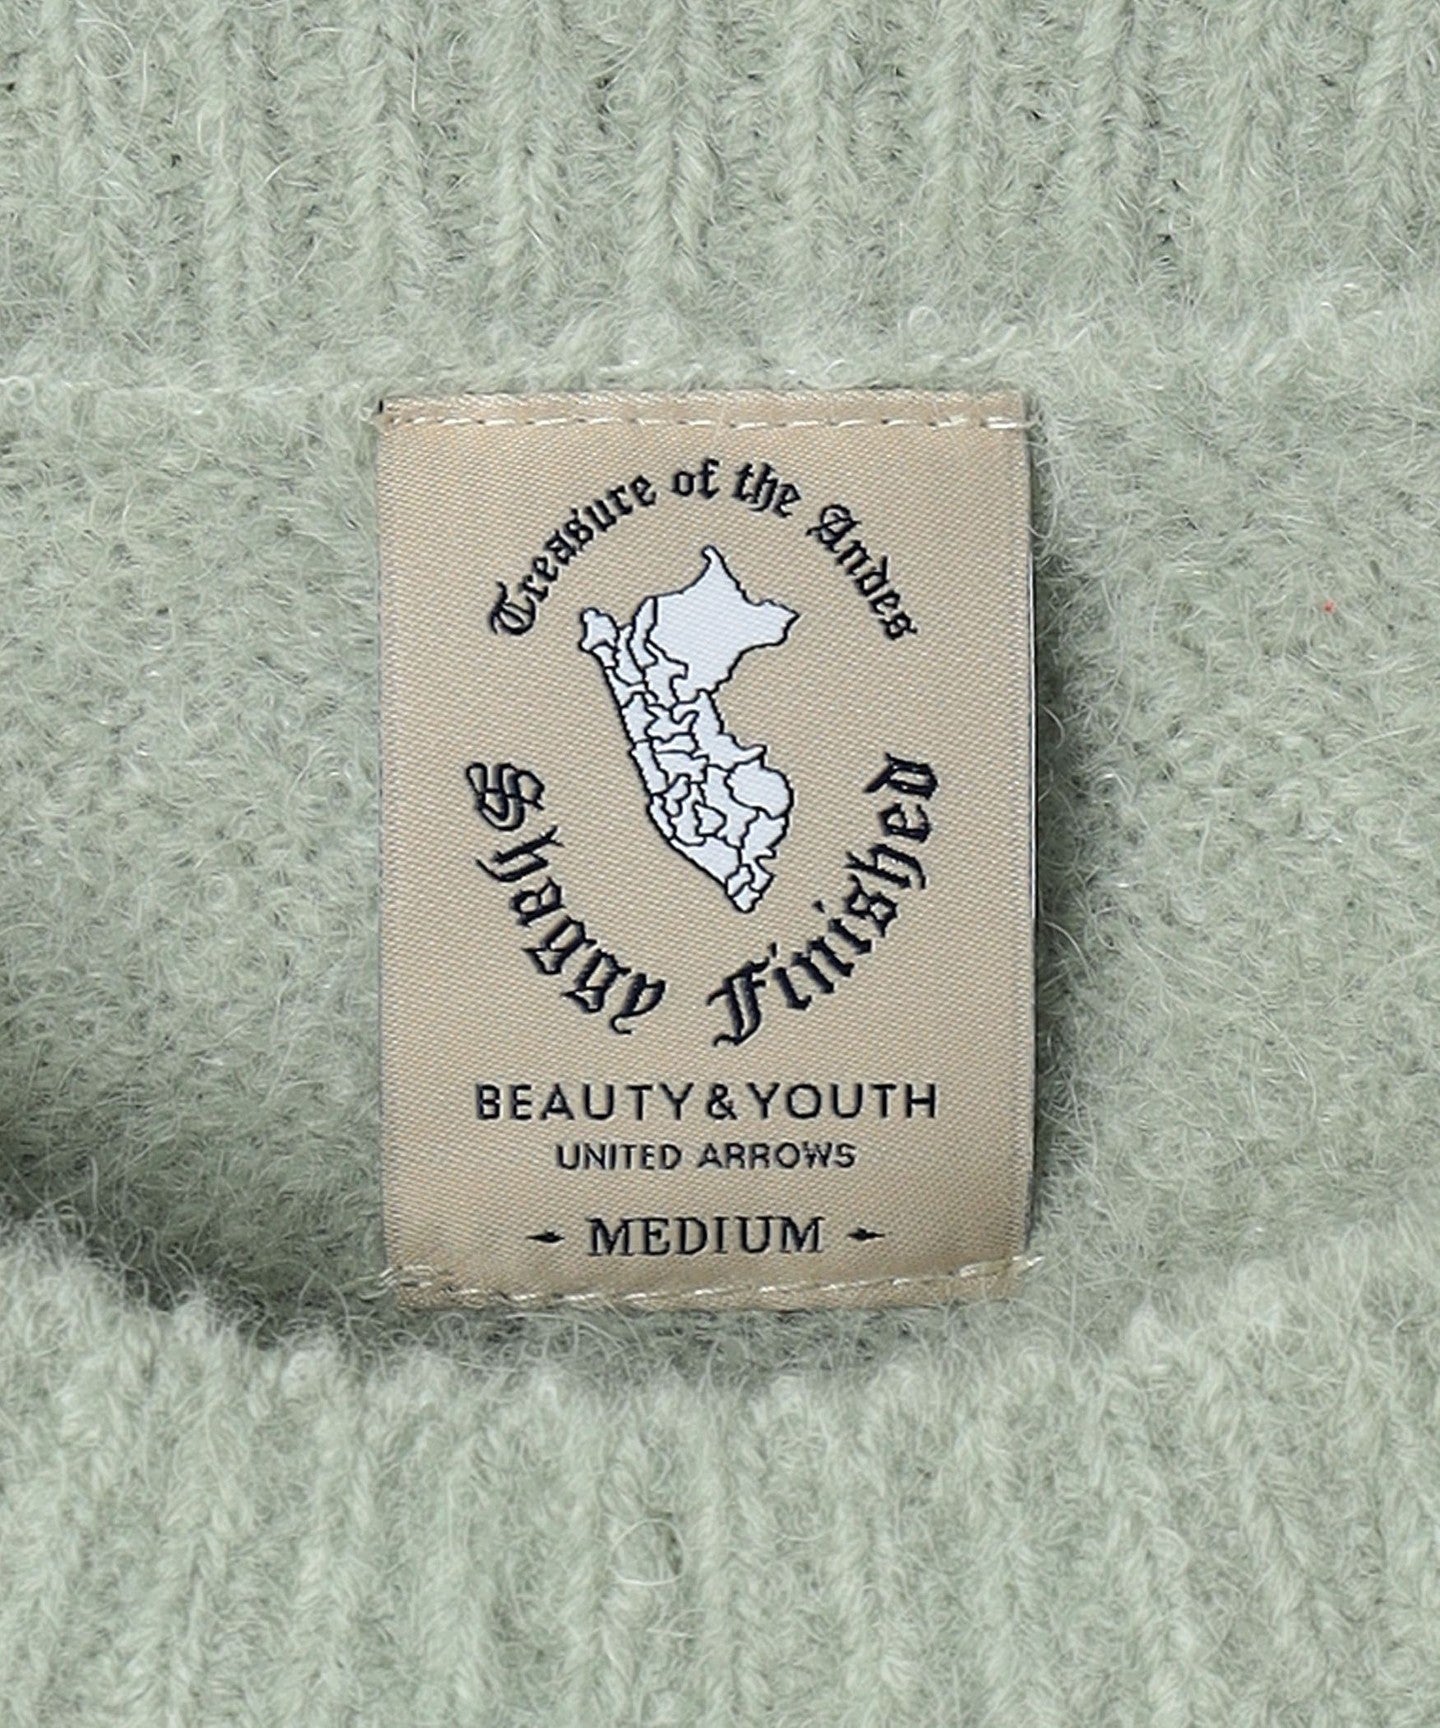 Treasure of the Andes
Shaggy Finished
BEAUTY&YOUTH
UNITED ARROWS
MEDIUM